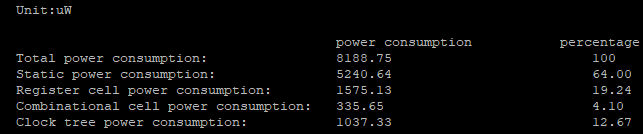 Unit:uW
power consumption percentage
Total power consumption: 8188.75 100
Static power consumption: 5240.64 64.00
Register cell power consumption: 1575.13 19.24
Combinational cell power consumption: 335.65 4.10
Clock tree power consumption: 1037.33 12.67